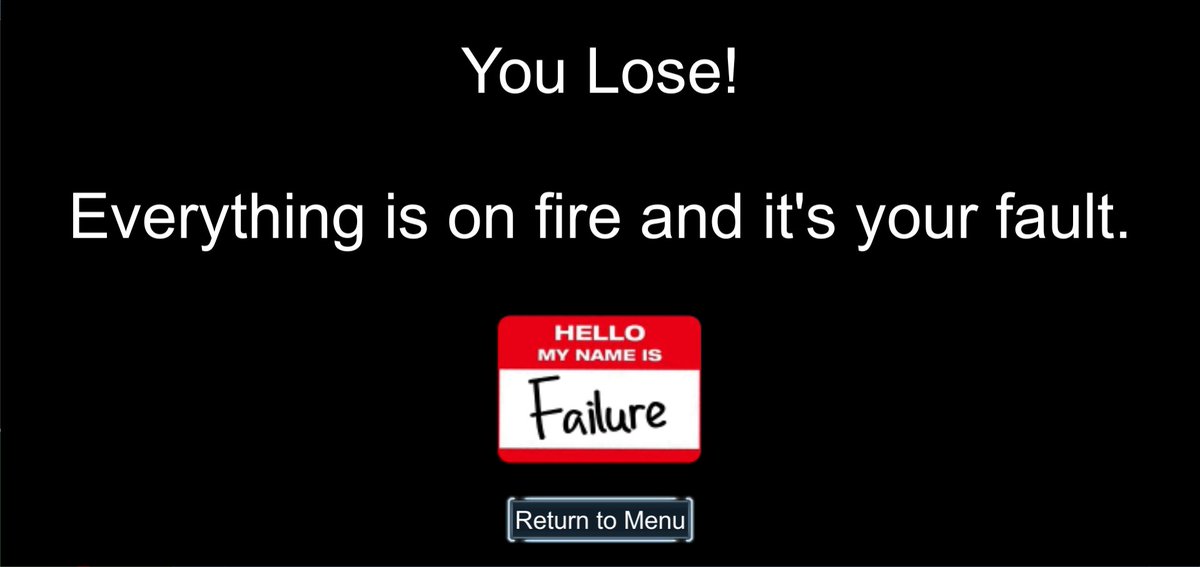 You Lose!
Everything is on fire and it's your fault.
HELLO
MY NAME IS
Failure
Return to Menu